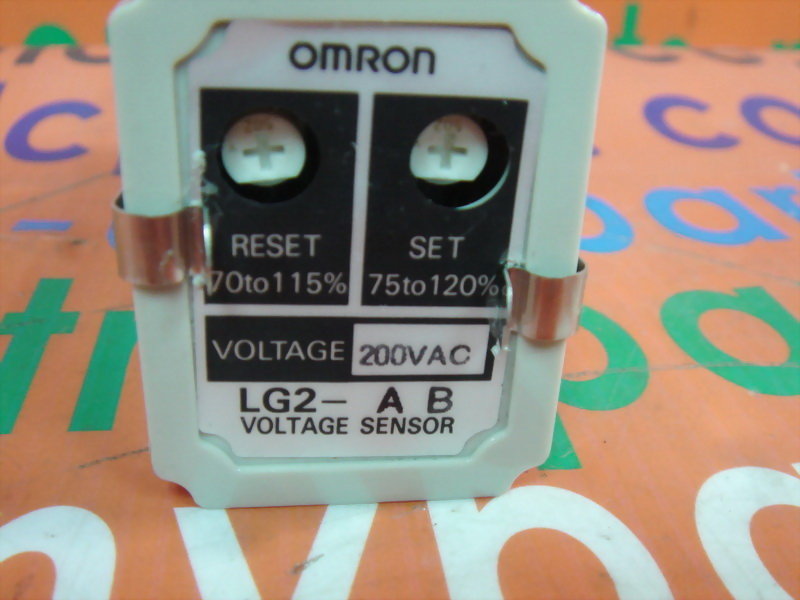 OMRON
RESET
70to115%
SET
75to120%
VOLTAGE 200VAC
LG2- A B
VOLTAGE SENSOR